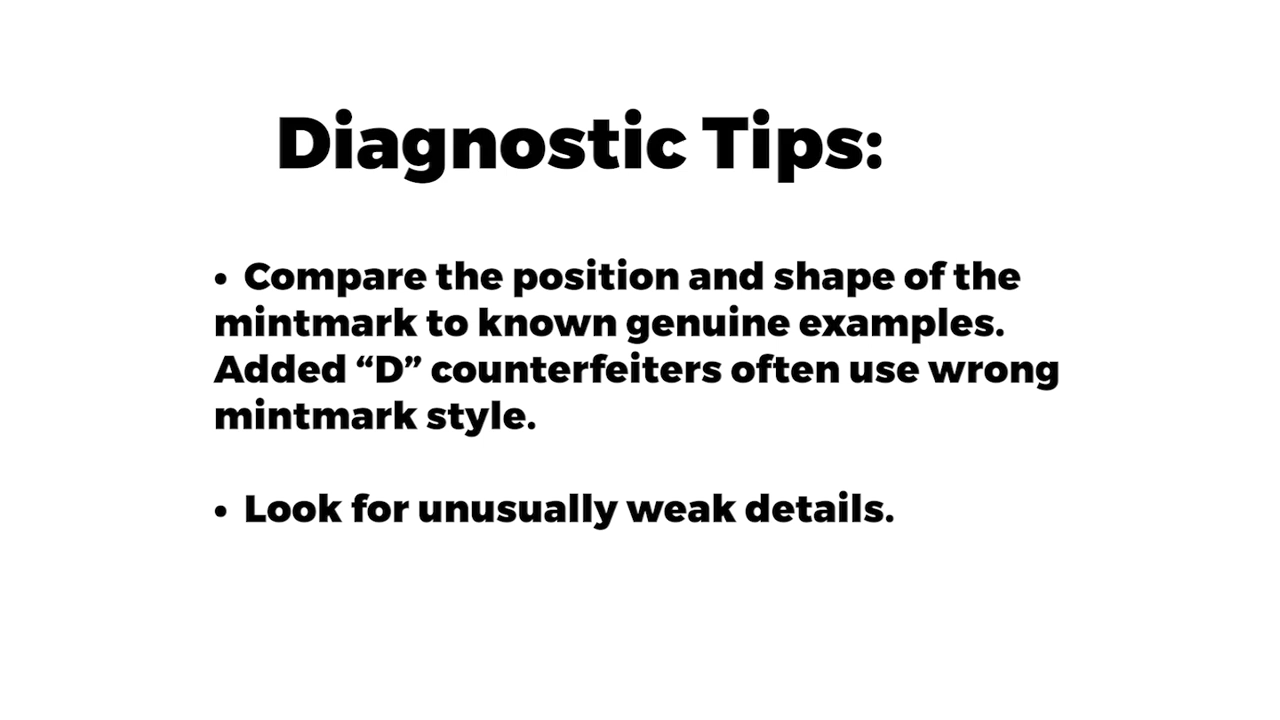 Diagnostic Tips:
• Compare the position and shape of the
mintmark to known genuine examples.
Added “D” counterfeiters often use wrong
mintmark style.
• Look for unusually weak details.